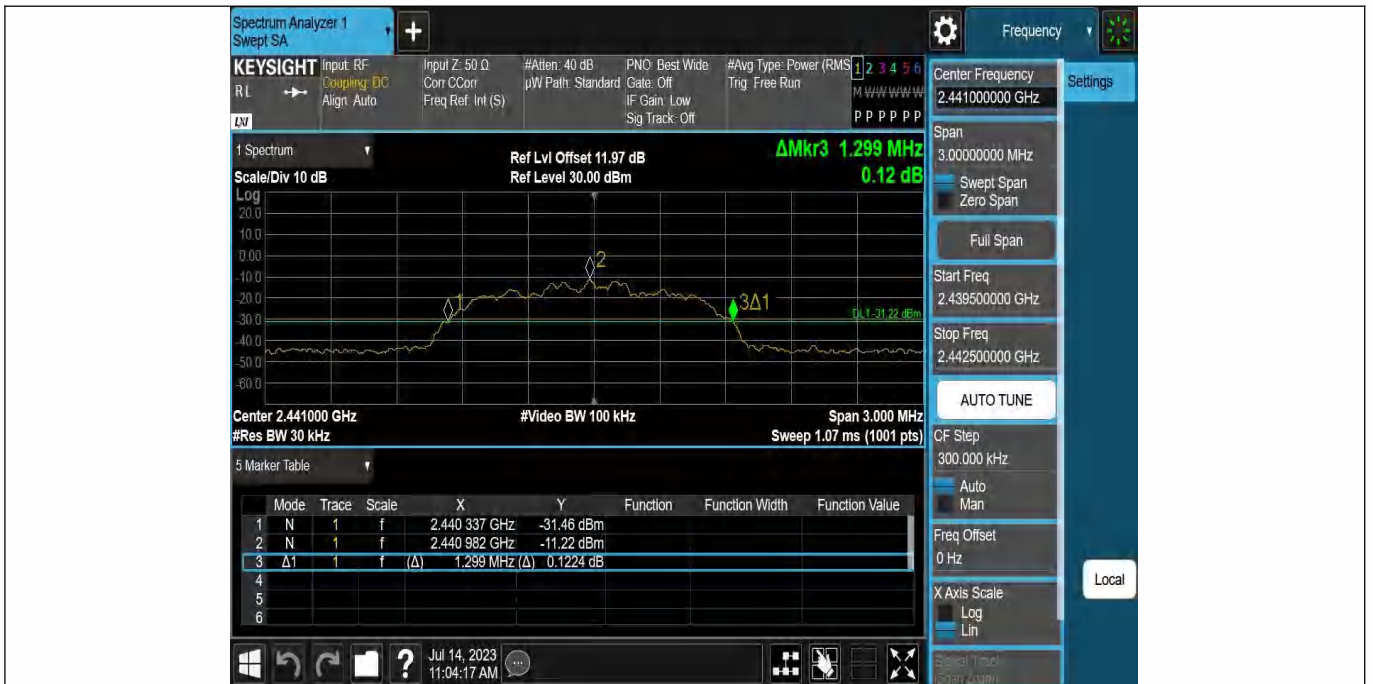 Spectrum Analyzer 1
Swept SA
+
Frequency
KEYSIGHT
RL
LXI
Input: RF
Coupling: DC
Align: Auto
Input Z: 50 Ω
Corr CCorr
Freq Ref: Int (S)
#Atten: 40 dB
µW Path: Standard
PNO: Best Wide
Gate: Off
IF Gain: Low
Sig Track: Off
#Avg Type: Power (RMS
Trig: Free Run
1 2 3 4 5 6
M W W W W W
P P P P P P
1 Spectrum
Scale/Div 10 dB
Ref Lvl Offset 11.97 dB
Ref Level 30.00 dBm
ΔMkr3 1.299 MHz
0.12 dB
Log
20.0
10.0
0.00
-10.0
-20.0
-30.0
-40.0
-50.0
-60.0
1
2
3Δ1
DL1 -31.22 dBm
Center 2.441000 GHz
#Video BW 100 kHz
Span 3.000 MHz
#Res BW 30 kHz
Sweep 1.07 ms (1001 pts)
5 Marker Table
Mode Trace Scale X Y Function Function Width Function Value
1 N 1 f 2.440 337 GHz -31.46 dBm
2 N 1 f 2.440 982 GHz -11.22 dBm
3 Δ1 1 f (Δ) 1.299 MHz (Δ) 0.1224 dB
4
5
6
Jul 14, 2023
11:04:17 AM
?
Center Frequency
2.441000000 GHz
Settings
Span
3.00000000 MHz
Swept Span
Zero Span
Full Span
Start Freq
2.439500000 GHz
Stop Freq
2.442500000 GHz
AUTO TUNE
CF Step
300.000 kHz
Auto
Man
Freq Offset
0 Hz
X Axis Scale
Log
Lin
Signal Track
(Span Zoom)
Local